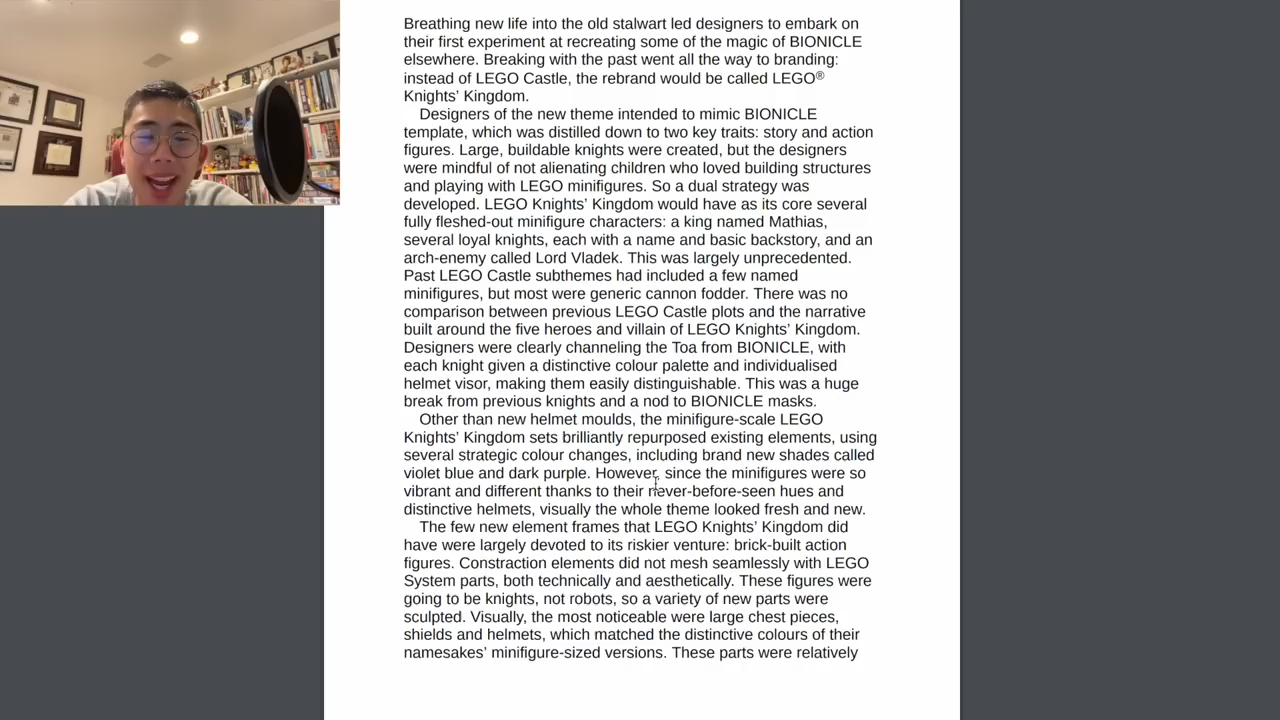 Breathing new life into the old stalwart led designers to embark on
their first experiment at recreating some of the magic of BIONICLE
elsewhere. Breaking with the past went all the way to branding:
instead of LEGO Castle, the rebrand would be called LEGO®
Knights’ Kingdom.
Designers of the new theme intended to mimic BIONICLE
template, which was distilled down to two key traits: story and action
figures. Large, buildable knights were created, but the designers
were mindful of not alienating children who loved building structures
and playing with LEGO minifigures. So a dual strategy was
developed. LEGO Knights’ Kingdom would have as its core several
fully fleshed-out minifigure characters: a king named Mathias,
several loyal knights, each with a name and basic backstory, and an
arch-enemy called Lord Vladek. This was largely unprecedented.
Past LEGO Castle subthemes had included a few named
minifigures, but most were generic cannon fodder. There was no
comparison between previous LEGO Castle plots and the narrative
built around the five heroes and villain of LEGO Knights’ Kingdom.
Designers were clearly channeling the Toa from BIONICLE, with
each knight given a distinctive colour palette and individualised
helmet visor, making them easily distinguishable. This was a huge
break from previous knights and a nod to BIONICLE masks.
Other than new helmet moulds, the minifigure-scale LEGO
Knights’ Kingdom sets brilliantly repurposed existing elements, using
several strategic colour changes, including brand new shades called
violet blue and dark purple. However, since the minifigures were so
vibrant and different thanks to their never-before-seen hues and
distinctive helmets, visually the whole theme looked fresh and new.
The few new element frames that LEGO Knights’ Kingdom did
have were largely devoted to its riskier venture: brick-built action
figures. Constraction elements did not mesh seamlessly with LEGO
System parts, both technically and aesthetically. These figures were
going to be knights, not robots, so a variety of new parts were
sculpted. Visually, the most noticeable were large chest pieces,
shields and helmets, which matched the distinctive colours of their
namesakes’ minifigure-sized versions. These parts were relatively